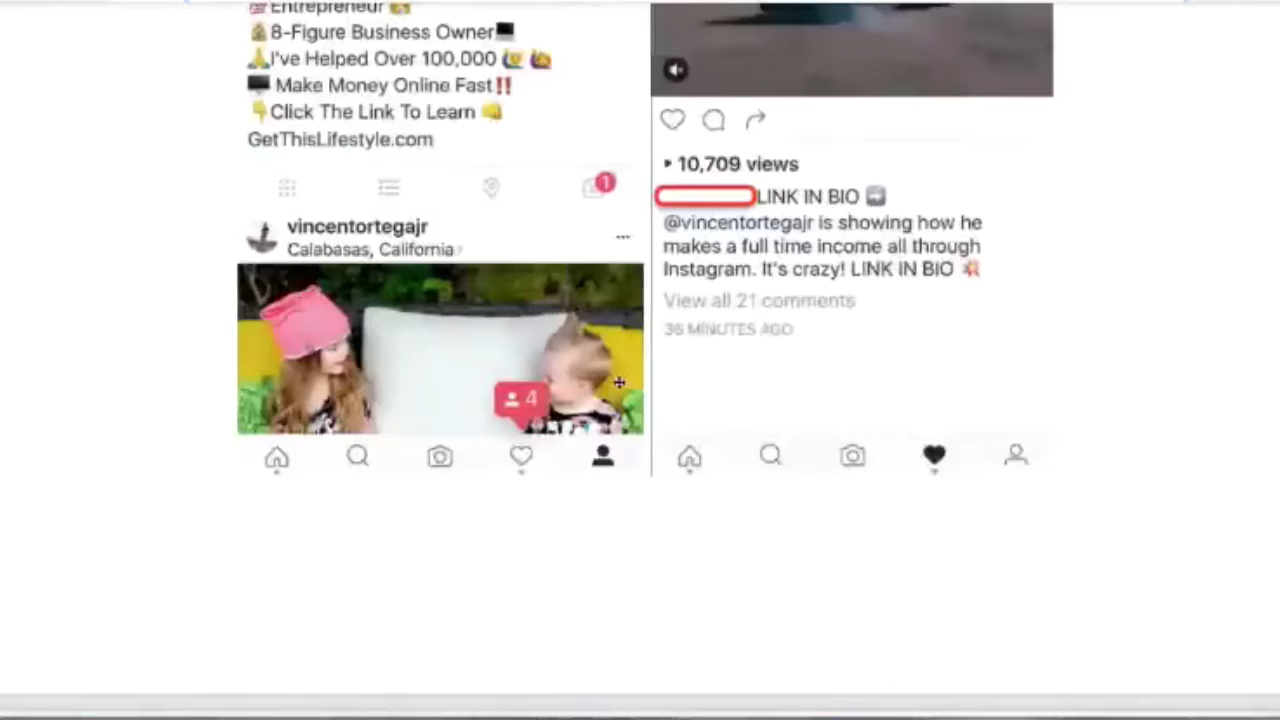 Entrepreneur
8-Figure Business Owner
I've Helped Over 100,000
Make Money Online Fast!!
Click The Link To Learn
GetThisLifestyle.com
1
vincentortegajr
Calabasas, California
4
10,709 views
LINK IN BIO
@vincentortegajr is showing how he
makes a full time income all through
Instagram. It's crazy! LINK IN BIO
View all 21 comments
36 MINUTES AGO